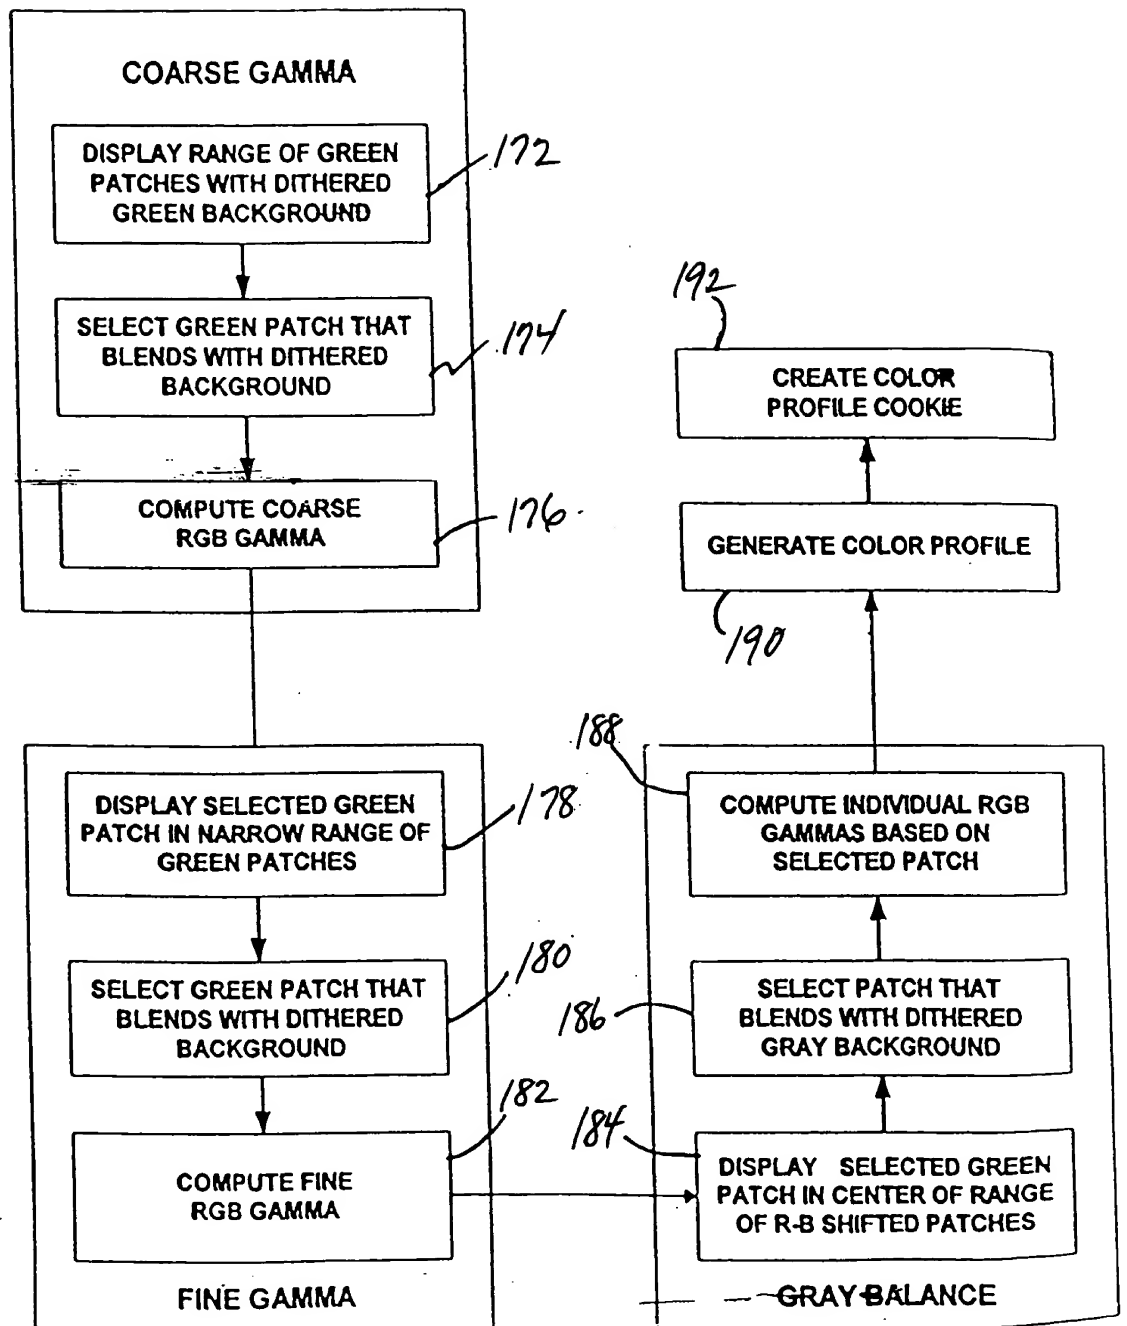 COARSE GAMMA
DISPLAY RANGE OF GREEN
PATCHES WITH DITHERED
GREEN BACKGROUND
172
SELECT GREEN PATCH THAT
BLENDS WITH DITHERED
BACKGROUND
174
COMPUTE COARSE
RGB GAMMA
176
DISPLAY SELECTED GREEN
PATCH IN NARROW RANGE OF
GREEN PATCHES
178
SELECT GREEN PATCH THAT
BLENDS WITH DITHERED
BACKGROUND
180
COMPUTE FINE
RGB GAMMA
182
FINE GAMMA
184
DISPLAY SELECTED GREEN
PATCH IN CENTER OF RANGE
OF R-B SHIFTED PATCHES
186
SELECT PATCH THAT
BLENDS WITH DITHERED
GRAY BACKGROUND
188
COMPUTE INDIVIDUAL RGB
GAMMAS BASED ON
SELECTED PATCH
GRAY BALANCE
190
GENERATE COLOR PROFILE
192
CREATE COLOR
PROFILE COOKIE